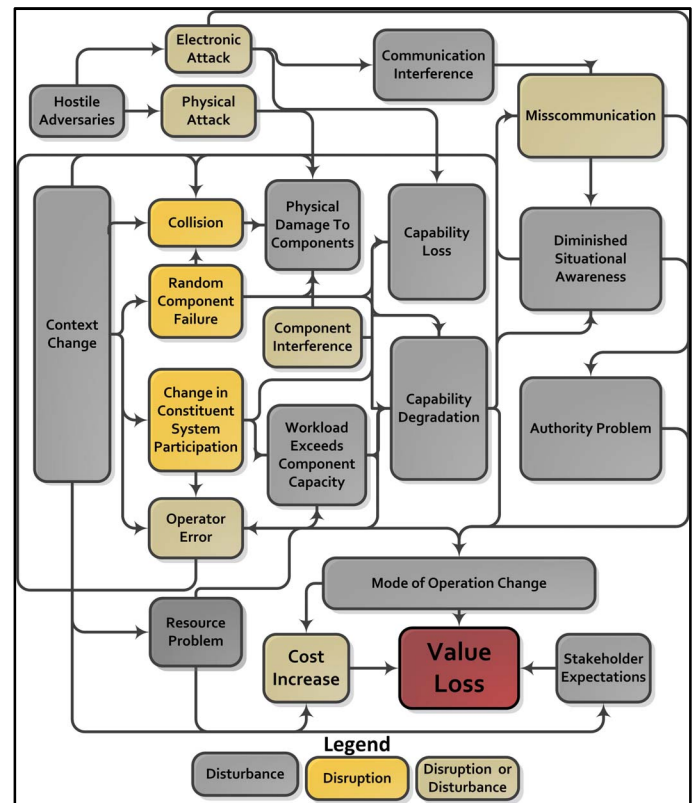 Electronic
Attack
Communication
Interference
Hostile
Adversaries
Physical
Attack
Misscommunication
Context
Change
Collision
Physical
Damage To
Components
Capability
Loss
Diminished
Situational
Awareness
Random
Component
Failure
Component
Interference
Change in
Constituent
System
Participation
Workload
Exceeds
Component
Capacity
Capability
Degradation
Authority Problem
Operator
Error
Mode of Operation Change
Resource
Problem
Cost
Increase
Value
Loss
Stakeholder
Expectations
Legend
Disturbance
Disruption
Disruption or
Disturbance